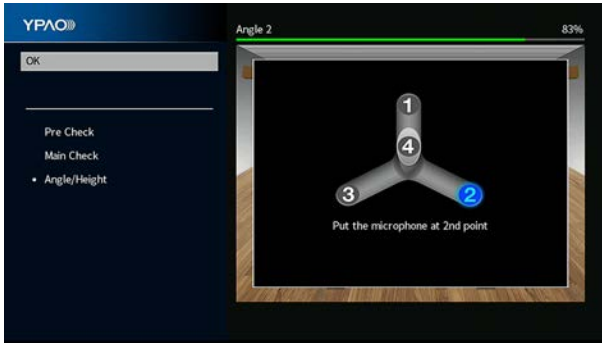 YPAO
Angle 2
83%
OK
Pre Check
Main Check
• Angle/Height
1
4
3
2
Put the microphone at 2nd point